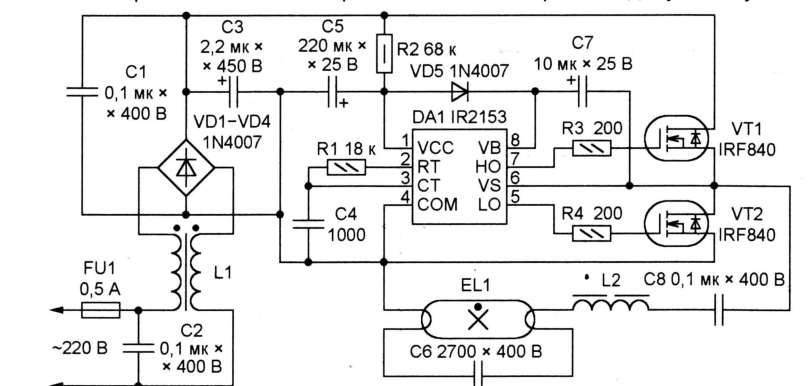 C3
2,2 мк ×
× 450 В
C5
220 мк ×
× 25 В
R2 68 к
C7
10 мк × 25 В
VD5 1N4007
C1
0,1 мк ×
× 400 В
VD1–VD4
1N4007
DA1 IR2153
R1 18 к
1
VCC
VB
8
2
RT
HO
7
3
CT
VS
6
4
COM
LO
5
R3 200
VT1
IRF840
R4 200
VT2
IRF840
C4
1000
L1
FU1
0,5 А
EL1
L2
C8 0,1 мк × 400 В
C2
0,1 мк ×
× 400 В
~220 В
C6 2700 × 400 В